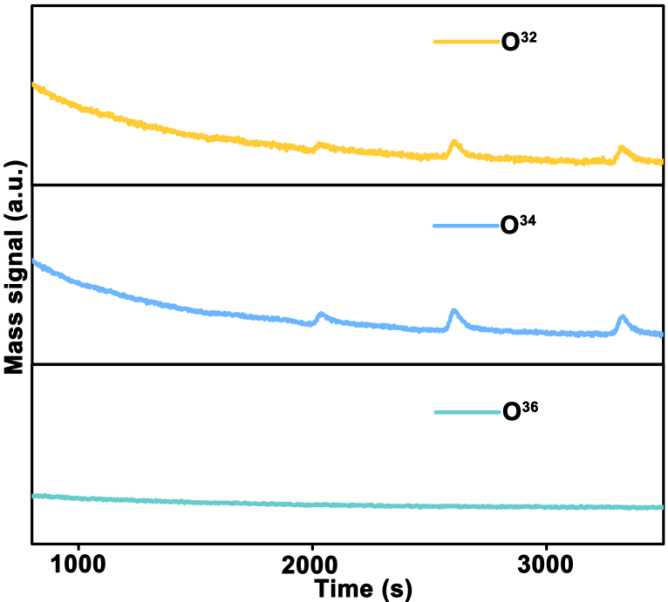 O³²
O³⁴
O³⁶
Mass signal (a.u.)
1000 2000 3000
Time (s)